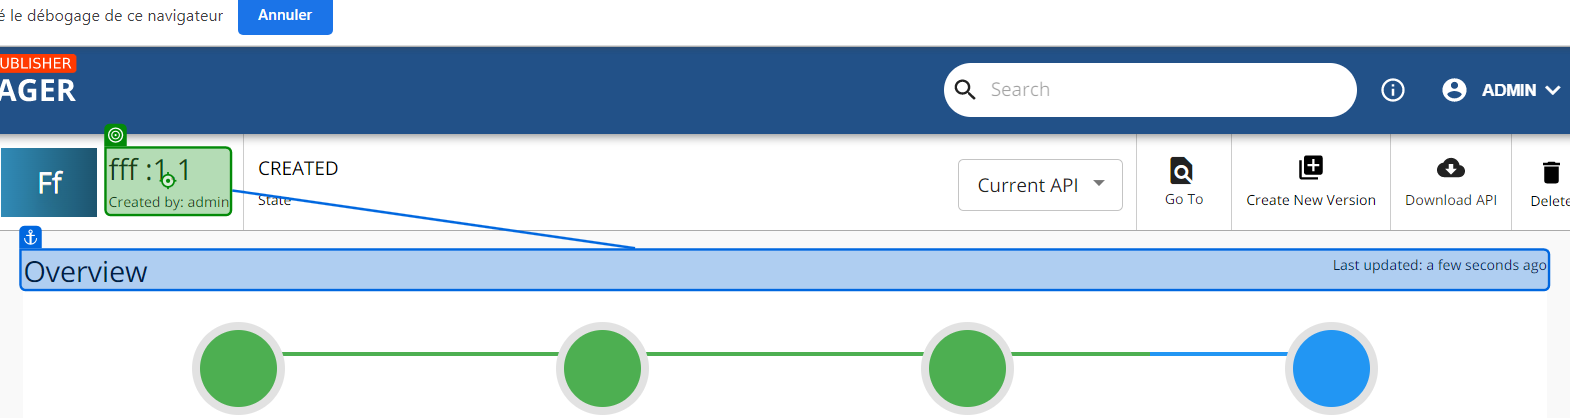 é le débogage de ce navigateur
Annuler
UBLISHER
AGER
Search
ADMIN
Ff
fff :1.1
Created by: admin
CREATED
State
Current API
Go To
Create New Version
Download API
Delete
Overview
Last updated: a few seconds ago